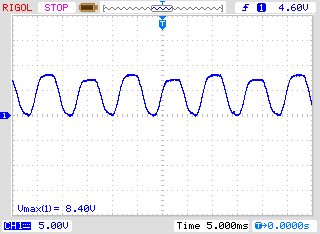 RIGOL STOP T f 1 4.60V
T
1
Vmax(1)= 8.40V
CH1 5.00V Time 5.000ms T→0.0000s